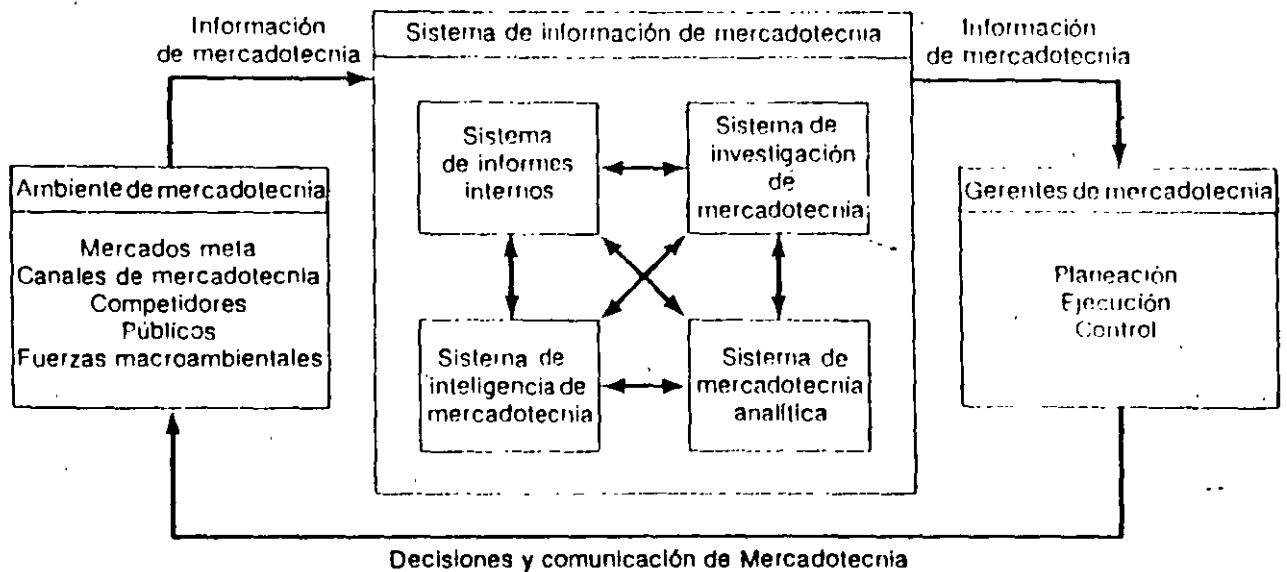 Información
de mercadotecnia
Sistema de información de mercadotecnia
Información
de mercadotecnia
Ambiente de mercadotecnia
Mercados meta
Canales de mercadotecnia
Competidores
Públicos
Fuerzas macroambientales
Sistema
de informes
internos
Sistema de
investigación
de
mercadotecnia
Sistema de
inteligencia de
mercadotecnia
Sistema de
mercadotecnia
analítica
Gerentes de mercadotecnia
Planeación
Ejecución
Control
Decisiones y comunicación de Mercadotecnia